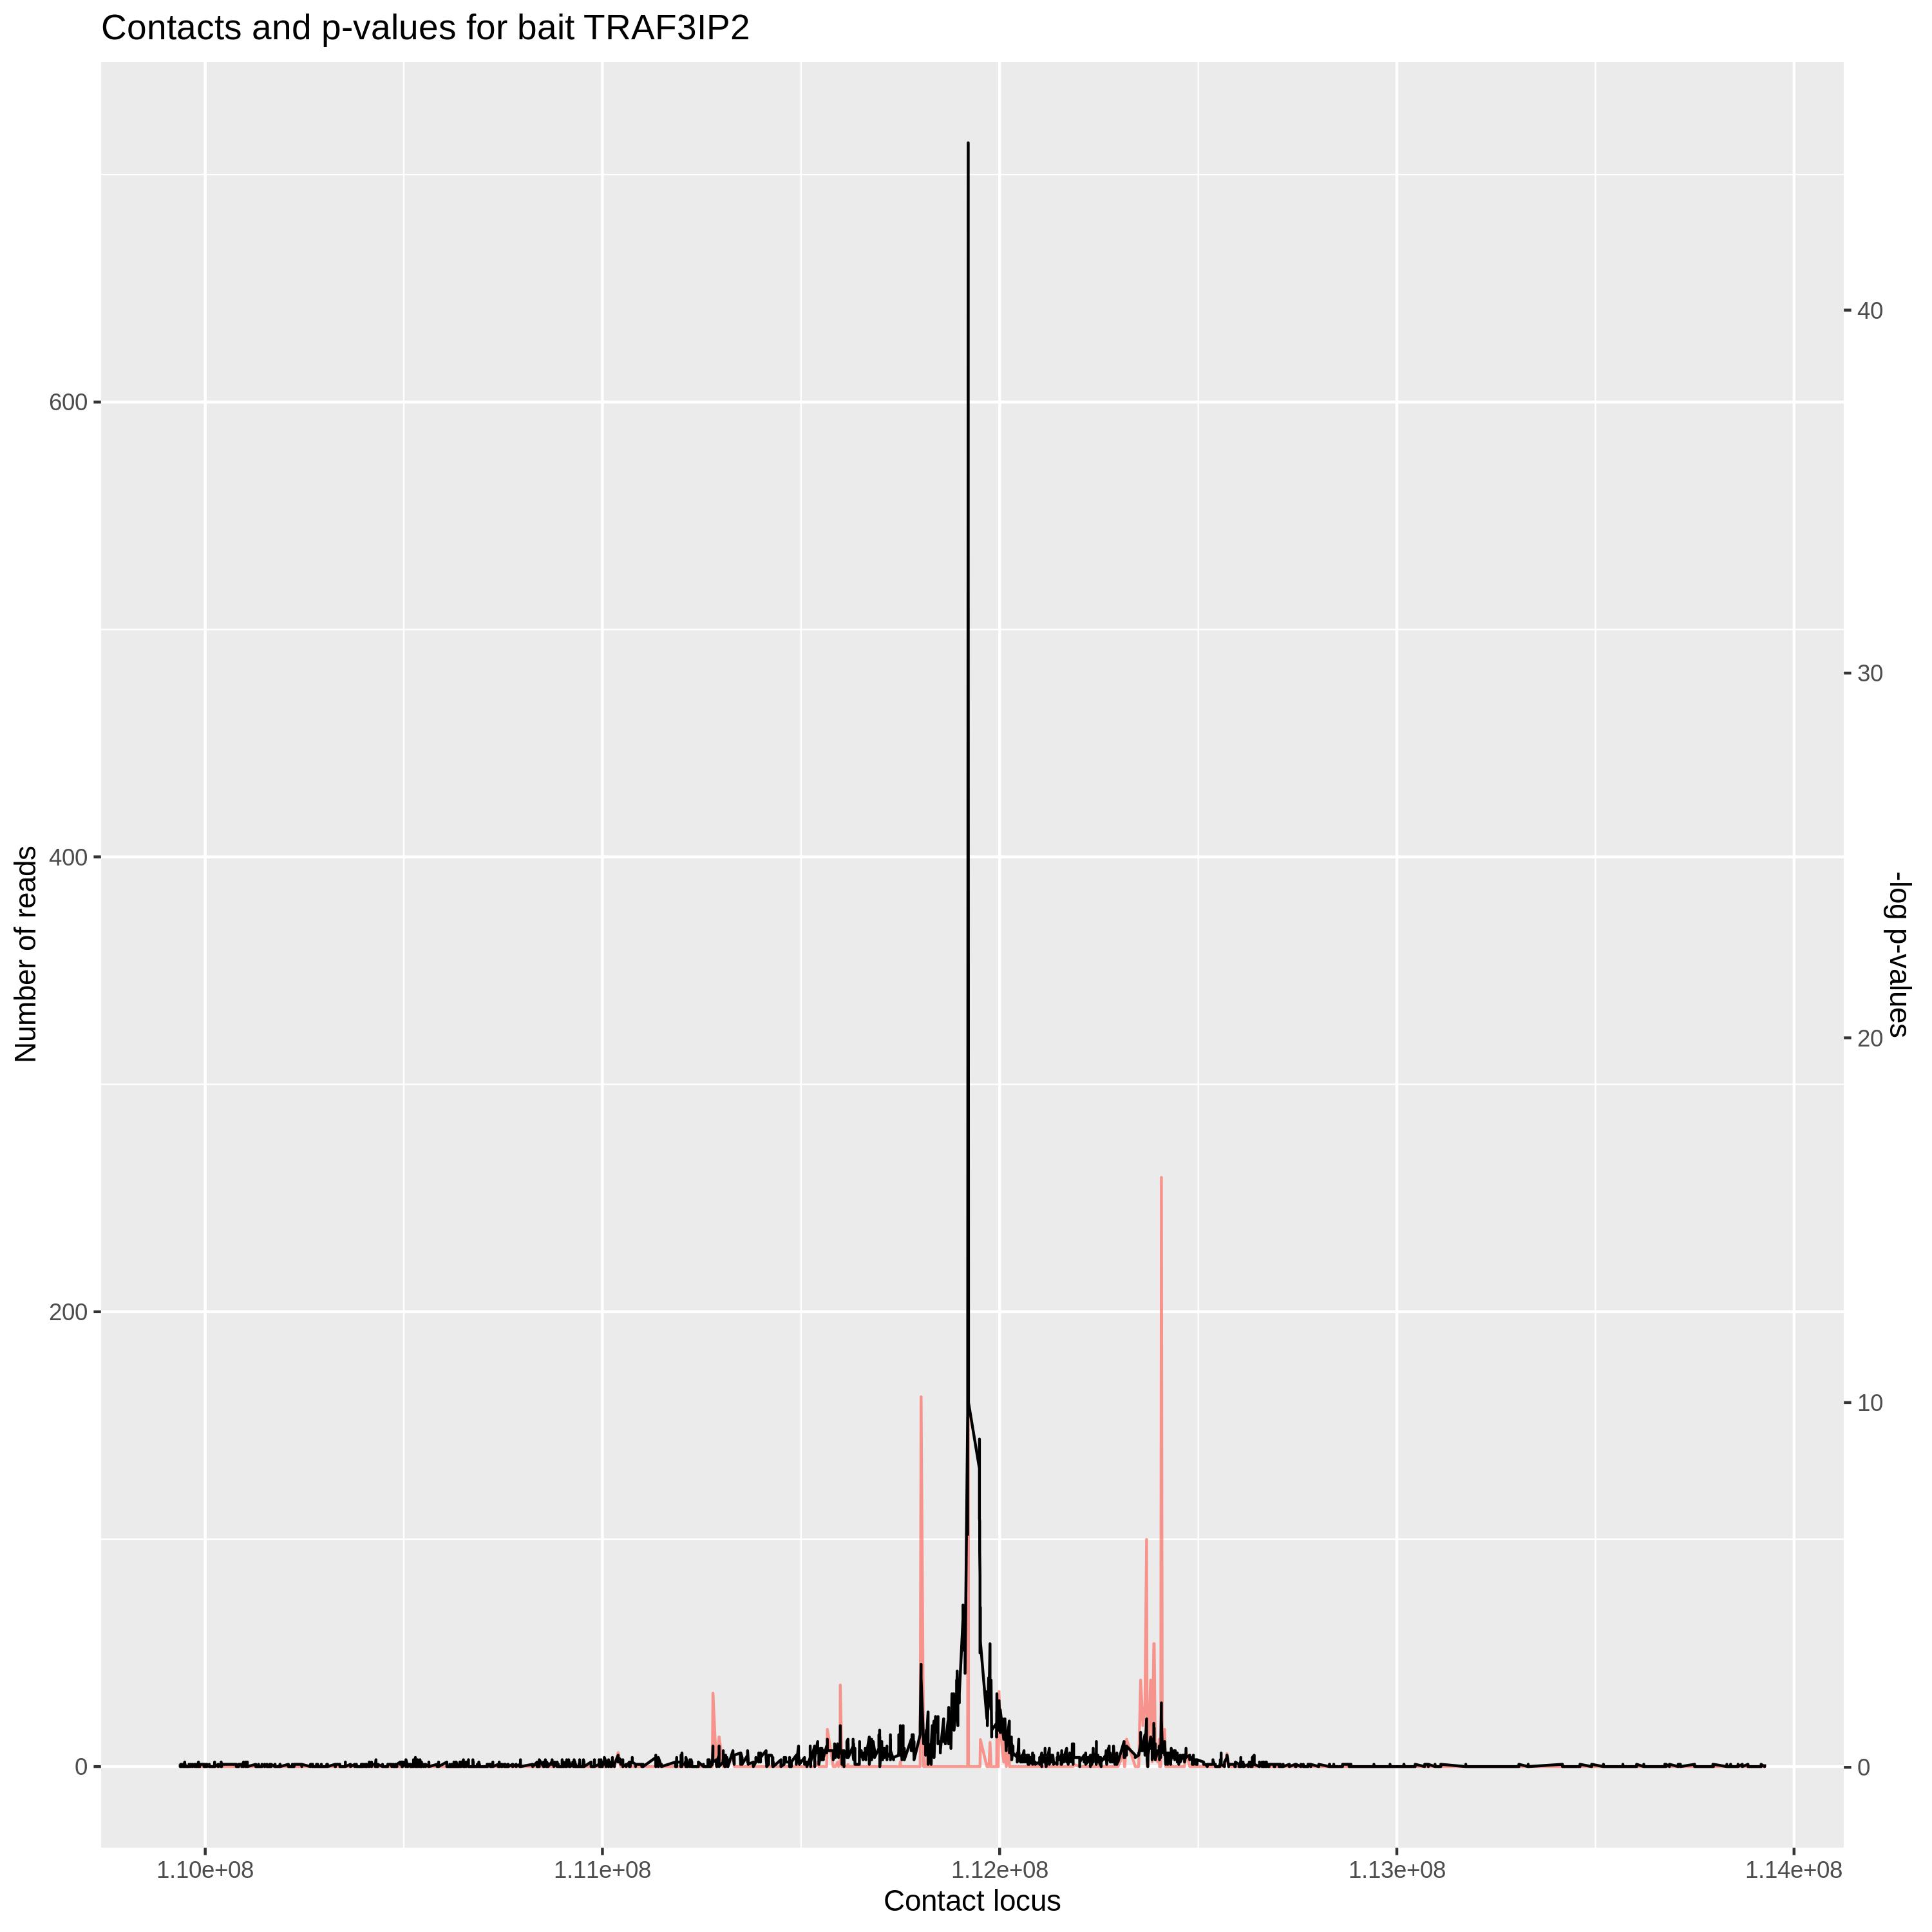 Contacts and p-values for bait TRAF3IP2
Number of reads
600
400
200
0
40
30
20
10
0
-log p-values
1.10e+08
1.11e+08
1.12e+08
1.13e+08
1.14e+08
Contact locus